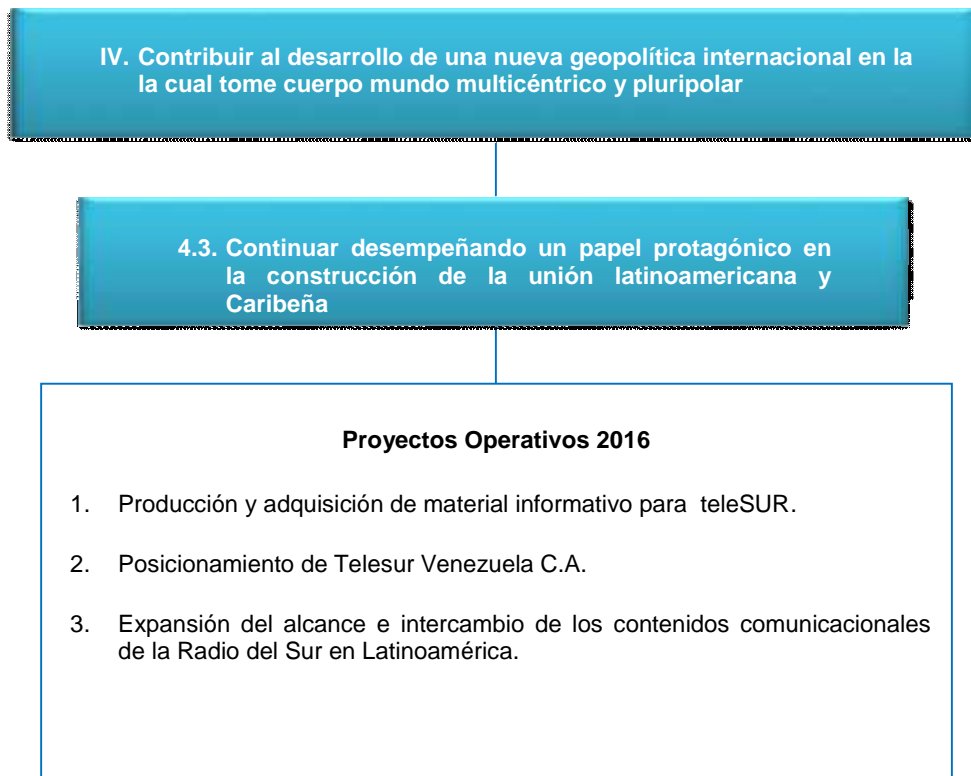 IV. Contribuir al desarrollo de una nueva geopolítica internacional en la
la cual tome cuerpo mundo multicéntrico y pluripolar
4.3. Continuar desempeñando un papel protagónico en
la construcción de la unión latinoamericana y
Caribeña
Proyectos Operativos 2016
1. Producción y adquisición de material informativo para teleSUR.
2. Posicionamiento de Telesur Venezuela C.A.
3. Expansión del alcance e intercambio de los contenidos comunicacionales
de la Radio del Sur en Latinoamérica.